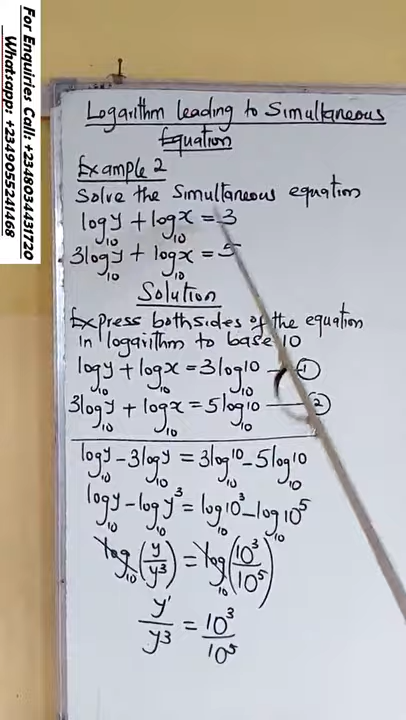 For Enquiries Call: +2348034431720
Whatsapp: +2349055241468
Logarithm leading to Simultaneous
Equation
Example 2
Solve the Simultaneous equation
log₁₀y + log₁₀x = 3
3log₁₀y + log₁₀x = 5
Solution
Express both sides of the equation
in logarithm to base 10
log₁₀y + log₁₀x = 3log₁₀10 — ①
3log₁₀y + log₁₀x = 5log₁₀10 — ②
log₁₀y - 3log₁₀y = 3log₁₀10 - 5log₁₀10
log₁₀y - log₁₀y³ = log₁₀10³ - log₁₀10⁵
log₁₀(y/y³) = log₁₀(10³/10⁵)
y¹/y³ = 10³/10⁵